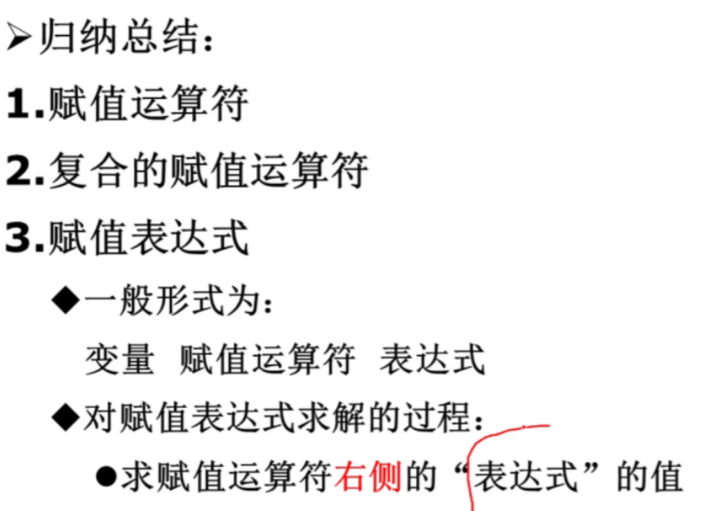 ➢归纳总结：
1.赋值运算符
2.复合的赋值运算符
3.赋值表达式
◆一般形式为：
变量 赋值运算符 表达式
◆对赋值表达式求解的过程：
●求赋值运算符右侧的“表达式”的值